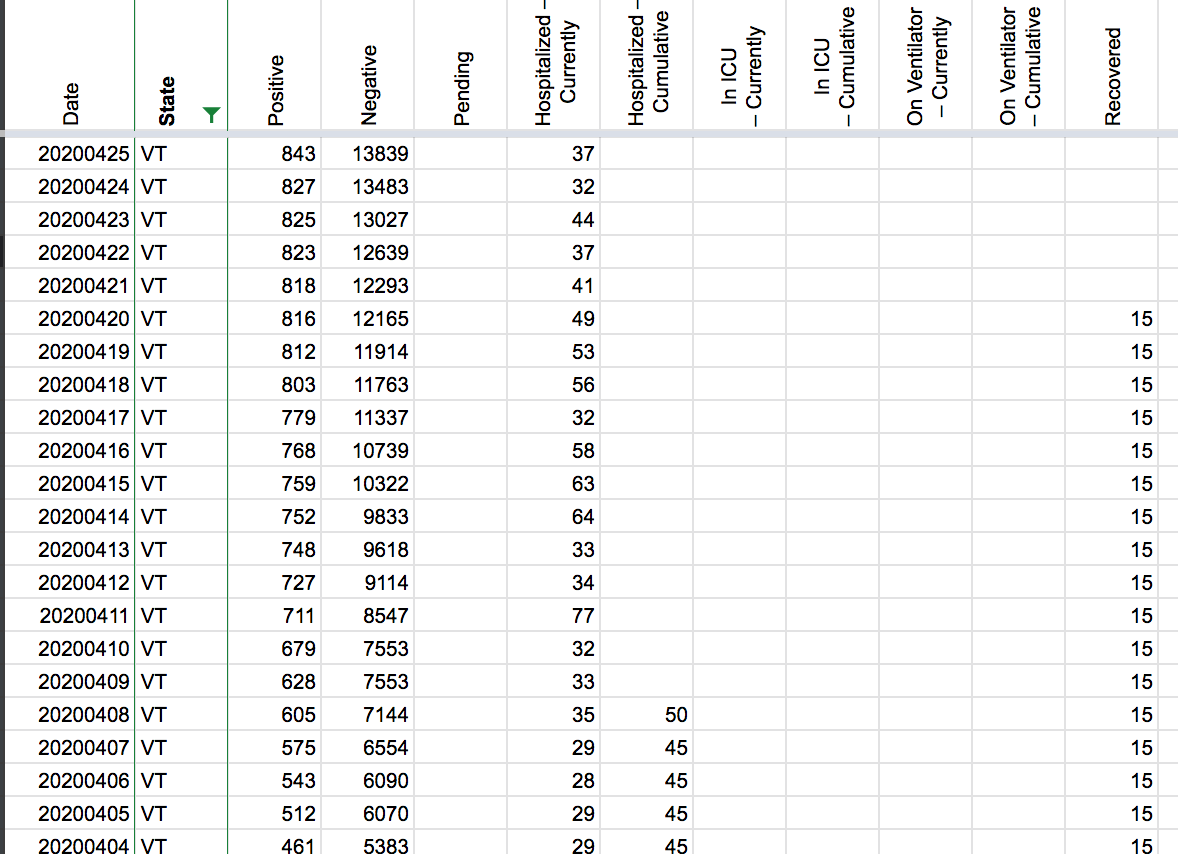 Date State Positive Negative Pending Hospitalized – Currently Hospitalized – Cumulative In ICU – Currently In ICU – Cumulative On Ventilator – Currently On Ventilator – Cumulative Recovered
20200425 VT 843 13839 37
20200424 VT 827 13483 32
20200423 VT 825 13027 44
20200422 VT 823 12639 37
20200421 VT 818 12293 41
20200420 VT 816 12165 49 15
20200419 VT 812 11914 53 15
20200418 VT 803 11763 56 15
20200417 VT 779 11337 32 15
20200416 VT 768 10739 58 15
20200415 VT 759 10322 63 15
20200414 VT 752 9833 64 15
20200413 VT 748 9618 33 15
20200412 VT 727 9114 34 15
20200411 VT 711 8547 77 15
20200410 VT 679 7553 32 15
20200409 VT 628 7553 33 15
20200408 VT 605 7144 35 50 15
20200407 VT 575 6554 29 45 15
20200406 VT 543 6090 28 45 15
20200405 VT 512 6070 29 45 15
20200404 VT 461 5383 29 45 15